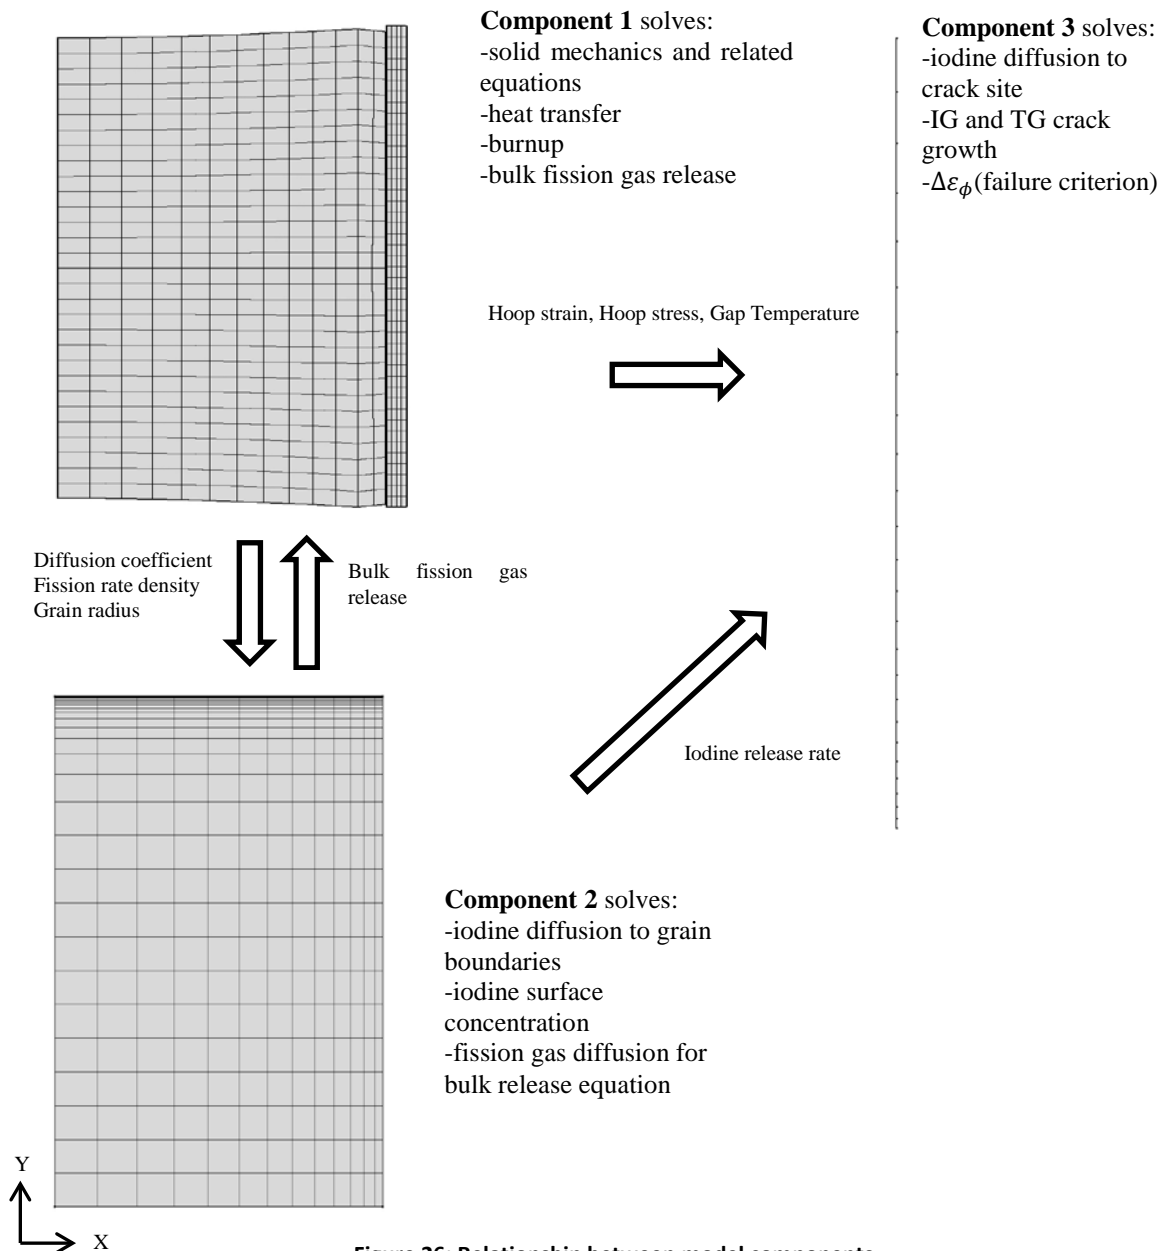 Component 1 solves:
-solid mechanics and related
equations
-heat transfer
-burnup
-bulk fission gas release
Component 3 solves:
-iodine diffusion to
crack site
-IG and TG crack
growth
-Δε𝜙(failure criterion)
Hoop strain, Hoop stress, Gap Temperature
Diffusion coefficient
Fission rate density
Grain radius
Bulk fission gas
release
Iodine release rate
Component 2 solves:
-iodine diffusion to grain
boundaries
-iodine surface
concentration
-fission gas diffusion for
bulk release equation
Y
X
Figure 26: Relationship between model components